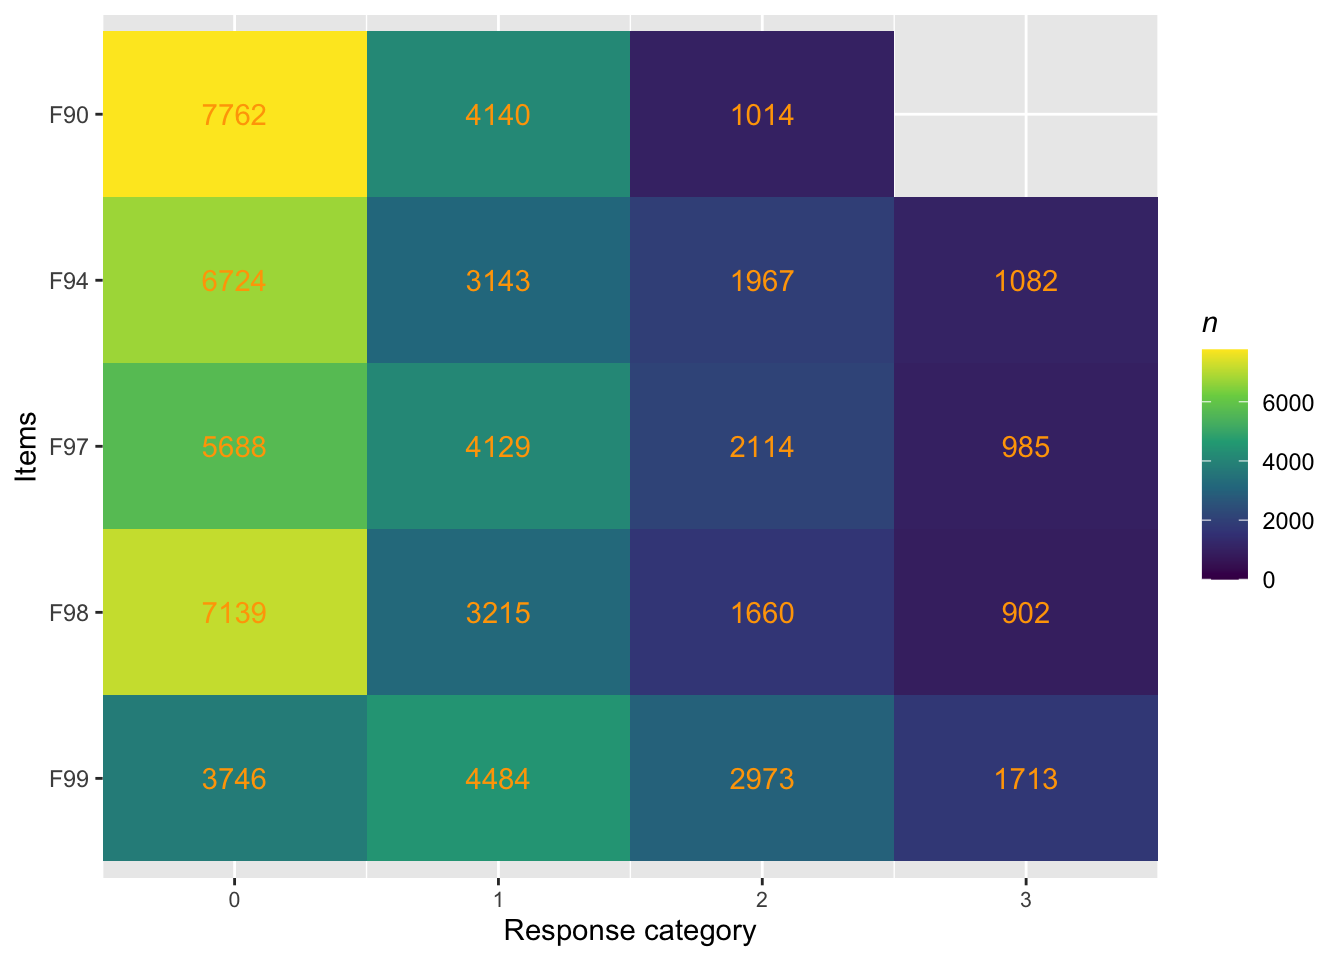 F90 7762 4140 1014
F94 6724 3143 1967 1082
F97 5688 4129 2114 985
F98 7139 3215 1660 902
F99 3746 4484 2973 1713
0 1 2 3
Response category
Items
n
6000
4000
2000
0